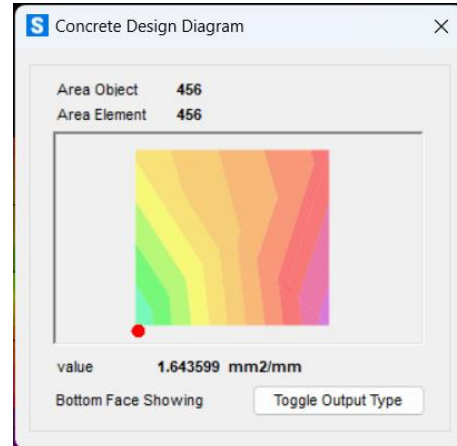 S Concrete Design Diagram
Area Object 456
Area Element 456
value 1.643599 mm2/mm
Bottom Face Showing Toggle Output Type